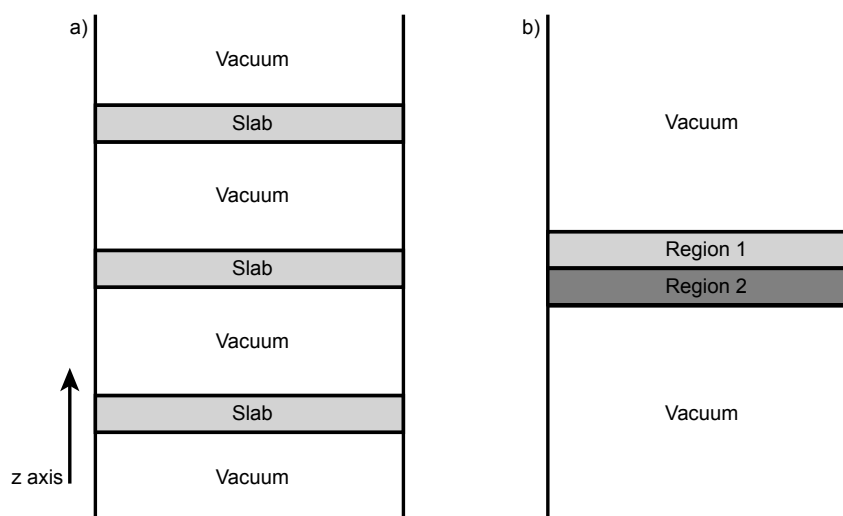 a)
Vacuum
Slab
Vacuum
Slab
Vacuum
Slab
Vacuum
z axis
b)
Vacuum
Region 1
Region 2
Vacuum